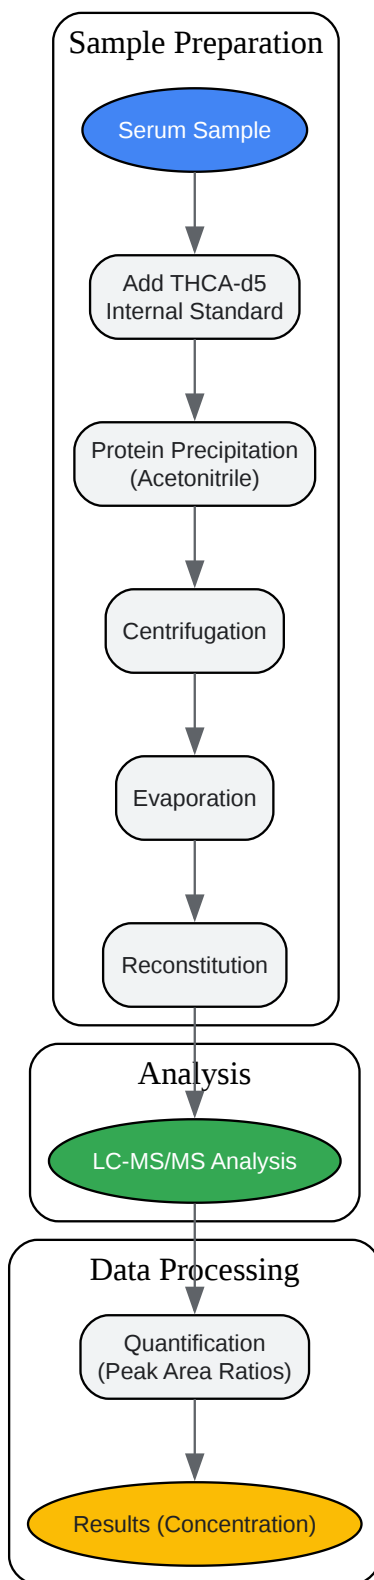 Sample Preparation
Serum Sample
Add THCA-d5
Internal Standard
Protein Precipitation
(Acetonitrile)
Centrifugation
Evaporation
Reconstitution
Analysis
LC-MS/MS Analysis
Data Processing
Quantification
(Peak Area Ratios)
Results (Concentration)